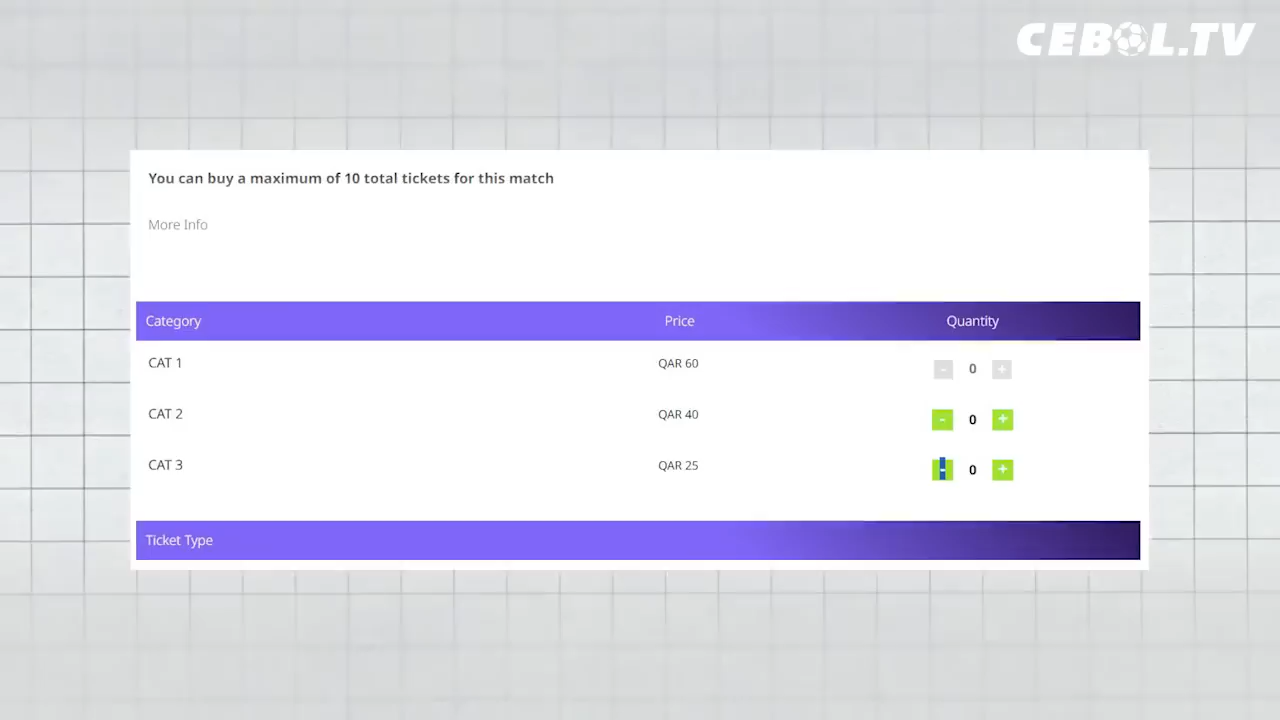 CEBOL.TV
You can buy a maximum of 10 total tickets for this match
More Info
Category Price Quantity
CAT 1 QAR 60 - 0 +
CAT 2 QAR 40 - 0 +
CAT 3 QAR 25 - 0 +
Ticket Type